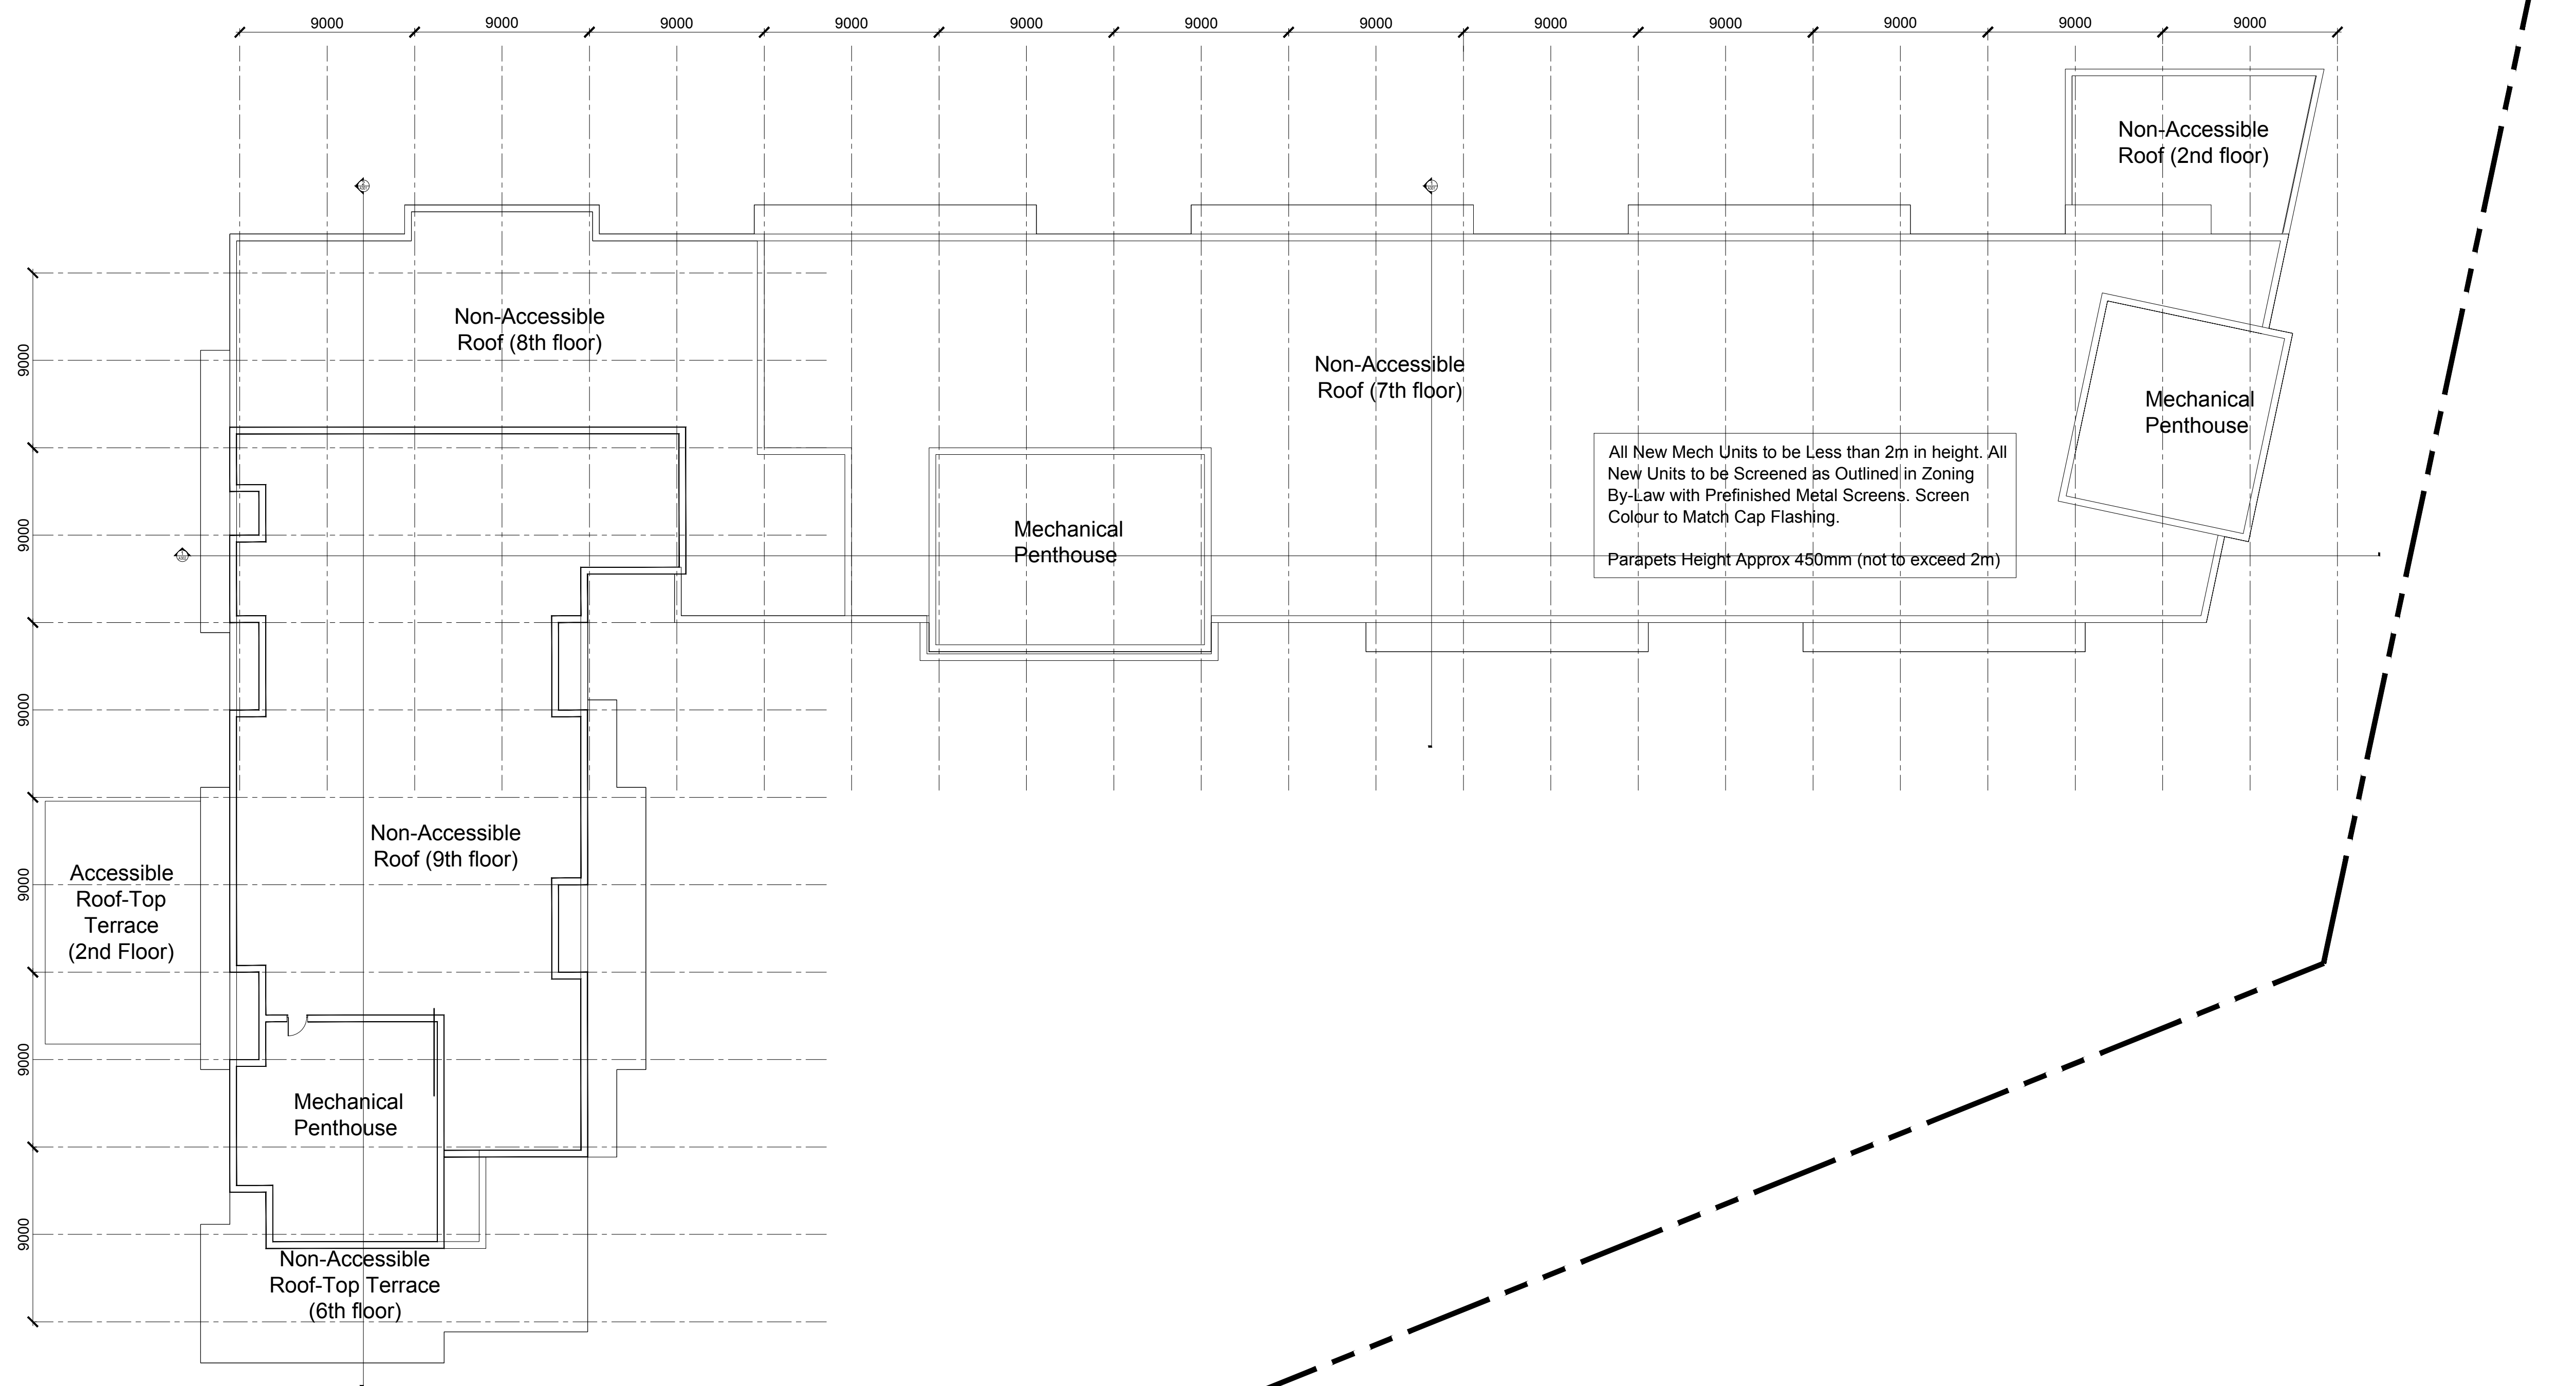 9000 9000 9000 9000 9000 9000 9000 9000 9000 9000 9000 9000
Non-Accessible
Roof (2nd floor)
Non-Accessible
Roof (8th floor)
9000
Non-Accessible
Roof (7th floor)
Mechanical
Penthouse
All New Mech Units to be Less than 2m in height. All
New Units to be Screened as Outlined in Zoning
By-Law with Prefinished Metal Screens. Screen
Colour to Match Cap Flashing.
Parapets Height Approx 450mm (not to exceed 2m)
Mechanical
Penthouse
9000
9000
Non-Accessible
Roof (9th floor)
9000
Accessible
Roof-Top
Terrace
(2nd Floor)
9000
Mechanical
Penthouse
9000
Non-Accessible
Roof-Top Terrace
(6th floor)